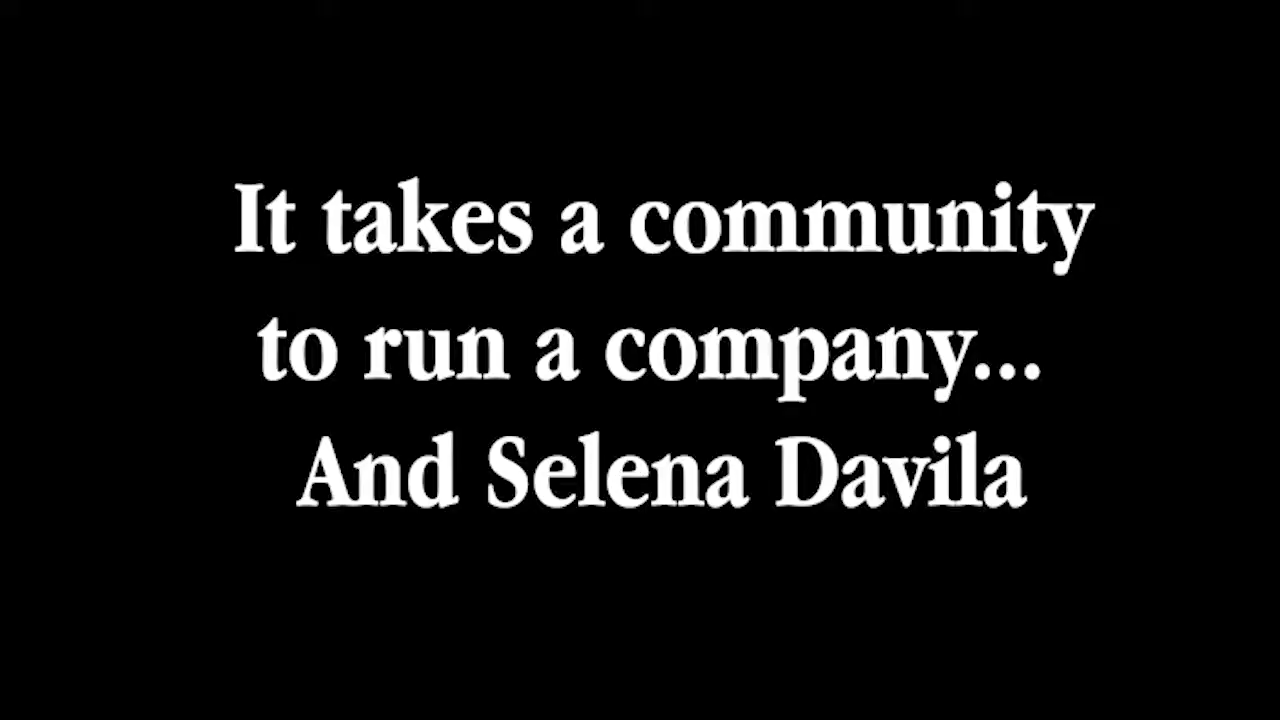 It takes a community
to run a company...
And Selena Davila